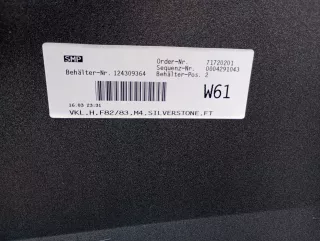 SMP
Order-Nr. 71720201
Sequenz-Nr. 0004291043
Behälter-Nr. 124309364
Behälter-Pos. 2
W61
16.03 23:31
VKL.H.F82/83.M4.SILVERSTONE.FT